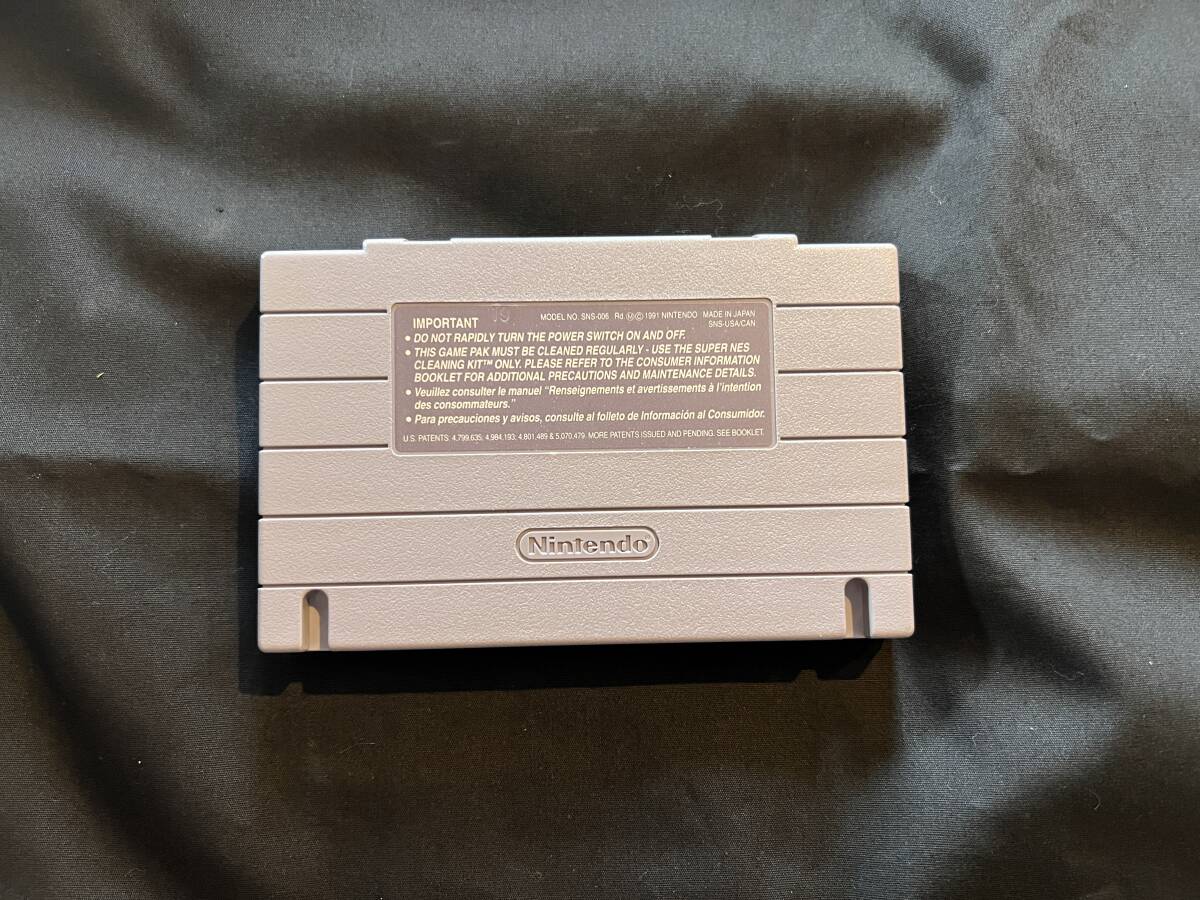 IMPORTANT 19 MODEL NO. SNS-006 Rd.ⓂⒸ1991 NINTENDO MADE IN JAPAN
SNS-USA/CAN
• DO NOT RAPIDLY TURN THE POWER SWITCH ON AND OFF.
• THIS GAME PAK MUST BE CLEANED REGULARLY - USE THE SUPER NES
CLEANING KIT™ ONLY. PLEASE REFER TO THE CONSUMER INFORMATION
BOOKLET FOR ADDITIONAL PRECAUTIONS AND MAINTENANCE DETAILS.
• Veuillez consulter le manuel "Renseignements et avertissements à l'intention
des consommateurs."
• Para precauciones y avisos, consulte al folleto de Información al Consumidor.
U.S. PATENTS: 4,799,635; 4,984,193; 4,801,489 & 5,070,479. MORE PATENTS ISSUED AND PENDING. SEE BOOKLET.
Nintendo®